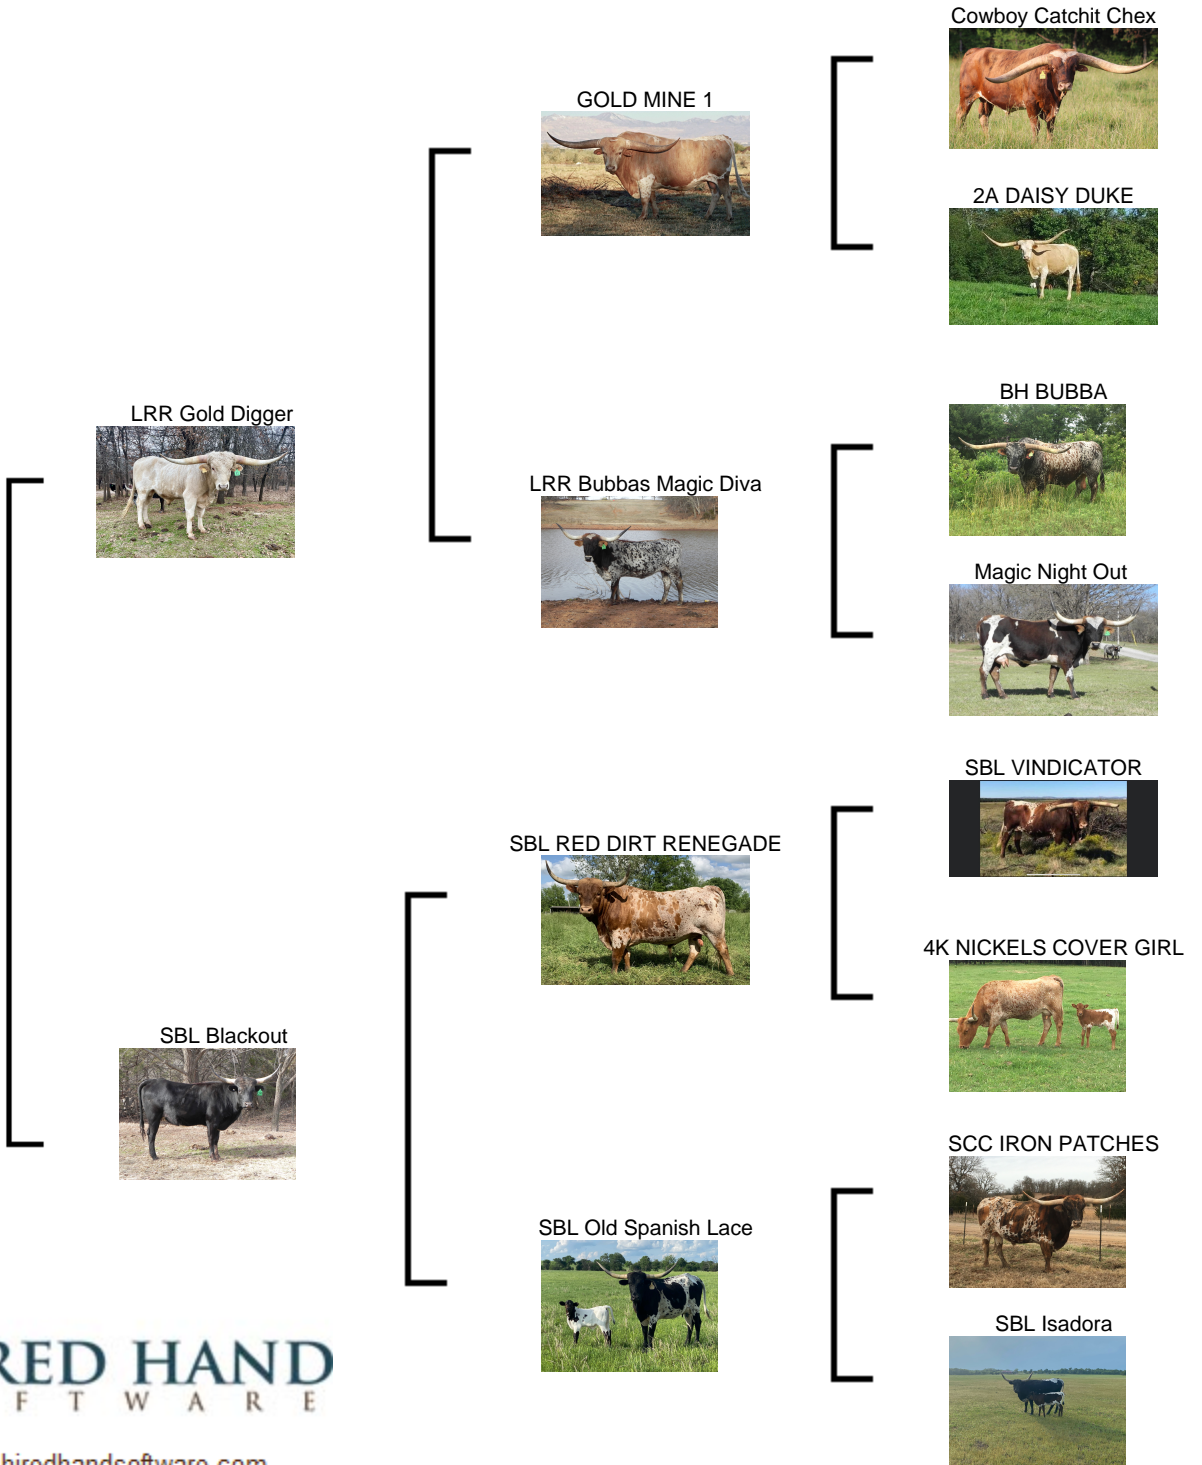 Cowboy Catchit Chex
GOLD MINE 1
2A DAISY DUKE
BH BUBBA
LRR Gold Digger
LRR Bubbas Magic Diva
Magic Night Out
SBL VINDICATOR
SBL RED DIRT RENEGADE
4K NICKELS COVER GIRL
SBL Blackout
SCC IRON PATCHES
SBL Old Spanish Lace
SBL Isadora
RED HAND
F T W A R E
hiredhandsoftware.com